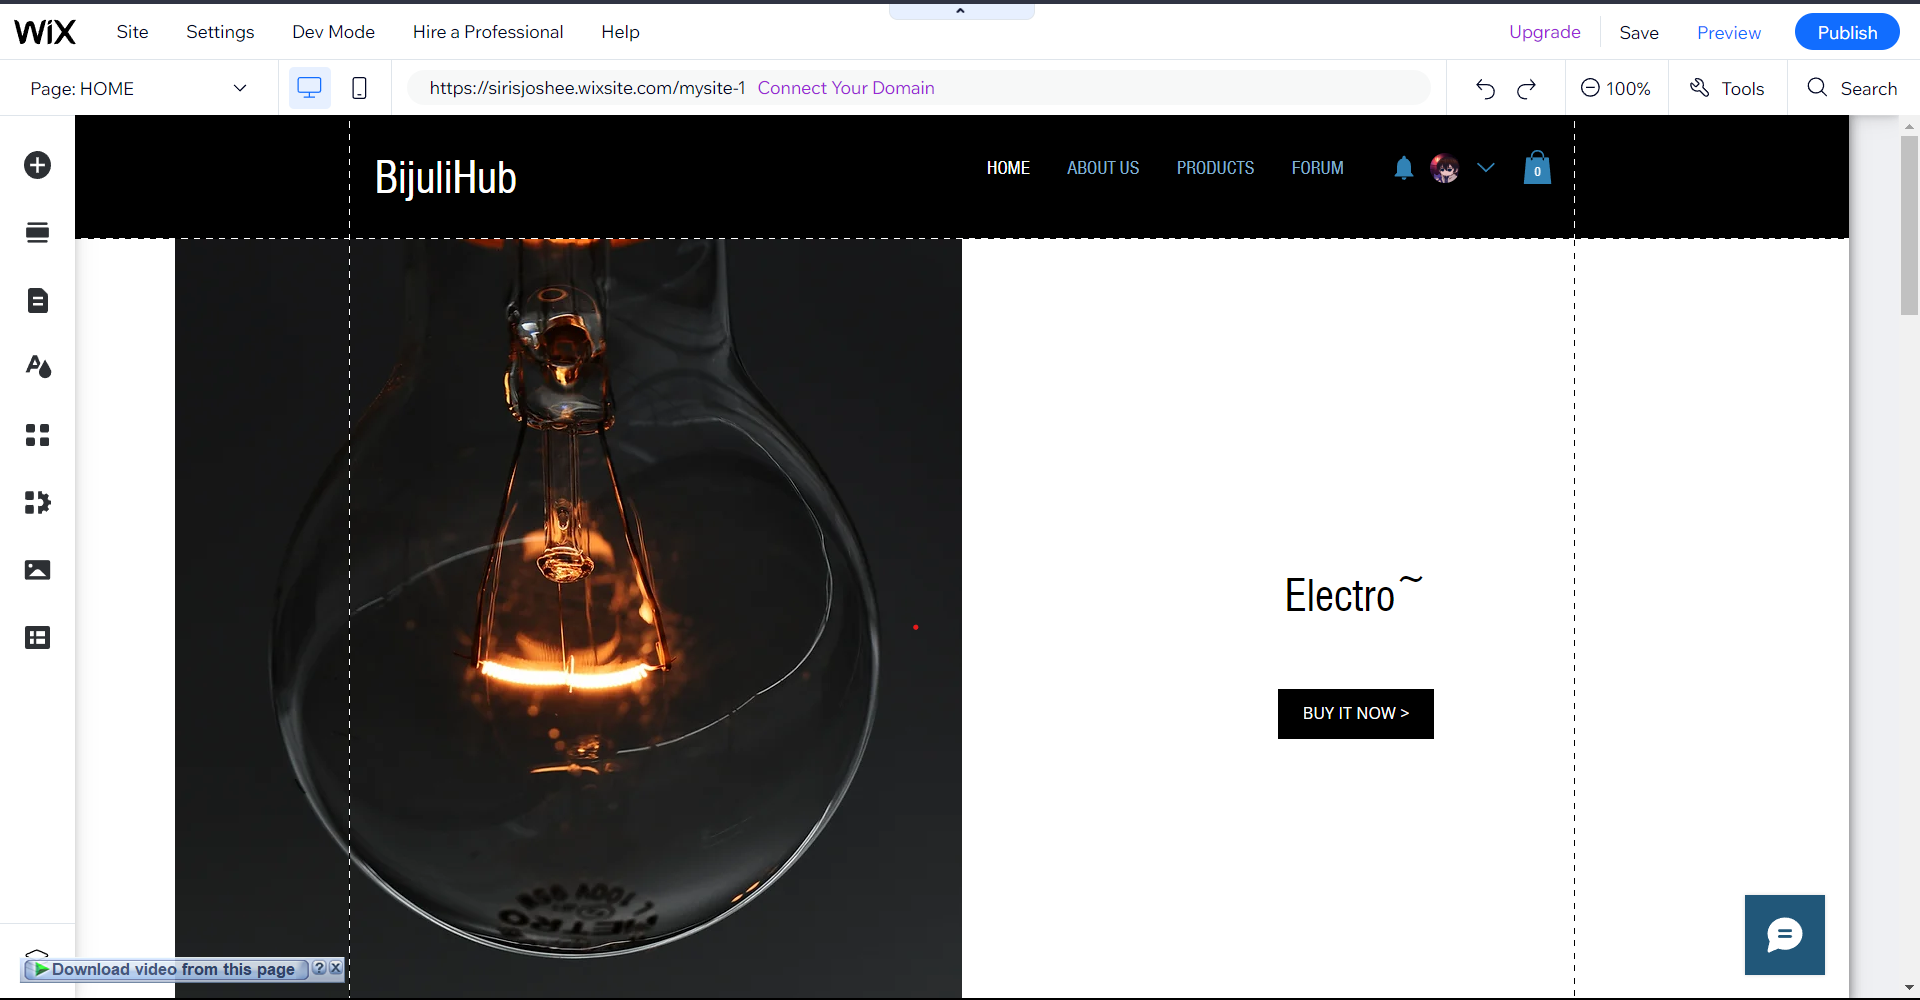 WiX Site Settings Dev Mode Hire a Professional Help Upgrade Save Preview Publish
Page: HOME https://sirisjoshee.wixsite.com/mysite-1 Connect Your Domain 100% Tools Search
BijuliHub HOME ABOUT US PRODUCTS FORUM 0
Electro~
BUY IT NOW >
Download video from this page ? X